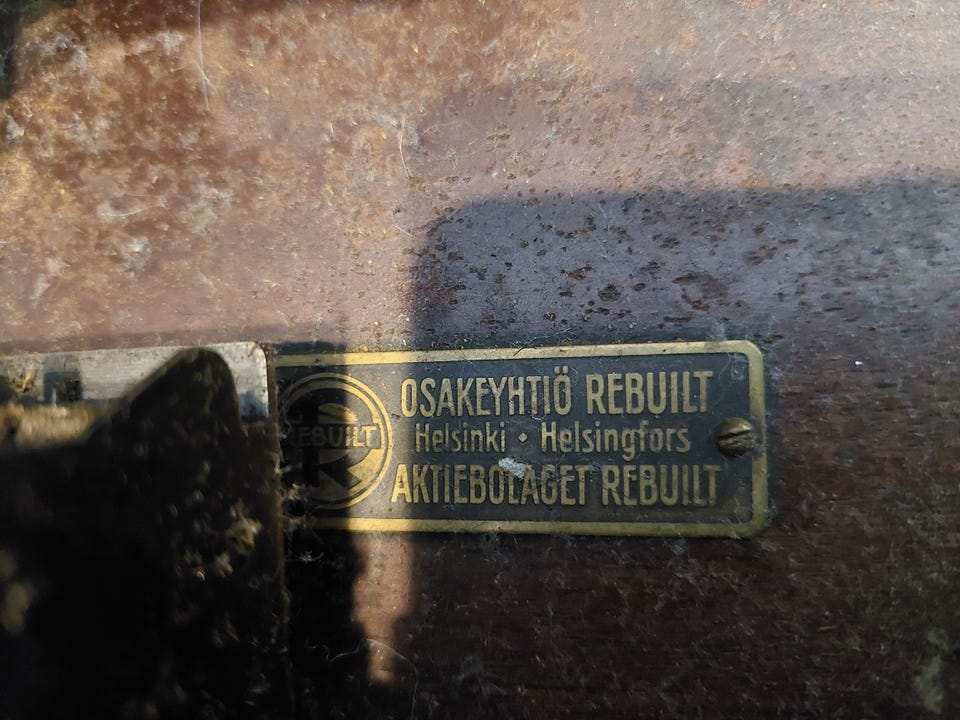 OSAKEYHTIÖ REBUILT
Helsinki • Helsingfors
AKTIEBOLAGET REBUILT
REBUILT